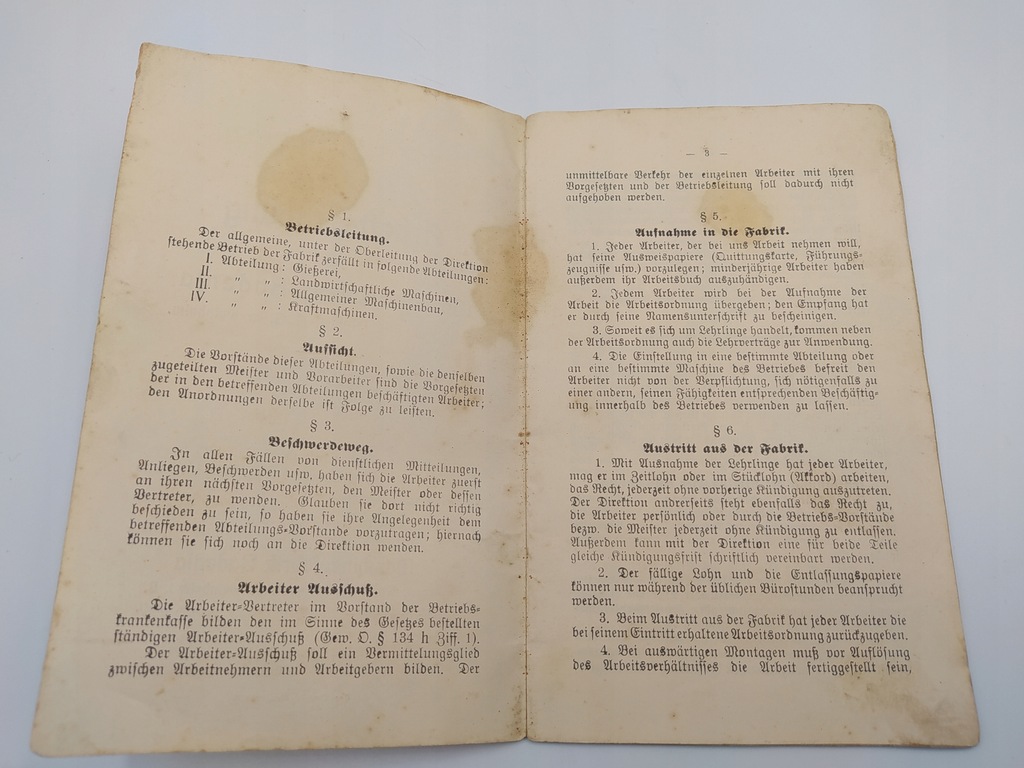 § 1.
Betriebsleitung.
Der allgemeine, unter der Oberleitung der Direktion
stehende Betrieb der Fabrik zerfällt in folgende Abteilungen:
I. Abteilung: Gießerei,
II. „ „ : Landwirtschaftliche Maschinen,
III. „ „ : Allgemeiner Maschinenbau,
IV. „ „ : Kraftmaschinen.
§ 2.
Aufsicht.
Die Vorstände dieser Abteilungen, sowie die denselben
zugeteilten Meister und Vorarbeiter sind die Vorgesetzten
der in den betreffenden Abteilungen beschäftigten Arbeiter;
den Anordnungen derselbe ist Folge zu leisten.
§ 3.
Beschwerdeweg.
In allen Fällen von dienstlichen Mitteilungen,
Anliegen, Beschwerden usw. haben sich die Arbeiter zuerst
an ihren nächsten Vorgesetzten, den Meister oder dessen
Vertreter, zu wenden. Glauben sie dort nicht richtig
beschieden zu sein, so haben sie ihre Angelegenheit dem
betreffenden Abteilungs-Vorstande vorzutragen; hiernach
können sie sich noch an die Direktion wenden.
§ 4.
Arbeiter Ausschuß.
Die Arbeiter-Vertreter im Vorstand der Betriebs-
krankenkasse bilden den im Sinne des Gesetzes bestellten
ständigen Arbeiter-Ausschuß (Gew. O. § 134 h Ziff. 1).
Der Arbeiter-Ausschuß soll ein Vermittelungsglied
zwischen Arbeitnehmern und Arbeitgebern bilden. Der
— 3 —
unmittelbare Verkehr der einzelnen Arbeiter mit ihren
Vorgesetzten und der Betriebsleitung soll dadurch nicht
aufgehoben werden.
§ 5.
Aufnahme in die Fabrik.
1. Jeder Arbeiter, der bei uns Arbeit nehmen will,
hat seine Ausweispapiere (Quittungskarte, Führungs-
zeugnisse usw.) vorzulegen; minderjährige Arbeiter haben
außerdem ihr Arbeitsbuch auszuhändigen.
2. Jedem Arbeiter wird bei der Aufnahme der
Arbeit die Arbeitsordnung übergeben; den Empfang hat
er durch seine Namensunterschrift zu bescheinigen.
3. Soweit es sich um Lehrlinge handelt, kommen neben
der Arbeitsordnung auch die Lehrverträge zur Anwendung.
4. Die Einstellung in eine bestimmte Abteilung oder
an eine bestimmte Maschine des Betriebes befreit den
Arbeiter nicht von der Verpflichtung, sich nötigenfalls zu
einer andern, seinen Fähigkeiten entsprechenden Beschäftig-
ung innerhalb des Betriebes verwenden zu lassen.
§ 6.
Austritt aus der Fabrik.
1. Mit Ausnahme der Lehrlinge hat jeder Arbeiter,
mag er im Zeitlohn oder im Stücklohn (Akkord) arbeiten,
das Recht, jederzeit ohne vorherige Kündigung auszutreten.
Der Direktion andrerseits steht ebenfalls das Recht zu,
die Arbeiter persönlich oder durch die Betriebs-Vorstände
bezw. die Meister jederzeit ohne Kündigung zu entlassen.
Außerdem kann mit der Direktion eine für beide Teile
gleiche Kündigungsfrist schriftlich vereinbart werden.
2. Der fällige Lohn und die Entlassungspapiere
können nur während der üblichen Bürostunden beansprucht
werden.
3. Beim Austritt aus der Fabrik hat jeder Arbeiter die
bei seinem Eintritt erhaltene Arbeitsordnung zurückzugeben.
4. Bei auswärtigen Montagen muß vor Auflösung
des Arbeitsverhältnisses die Arbeit fertiggestellt sein,